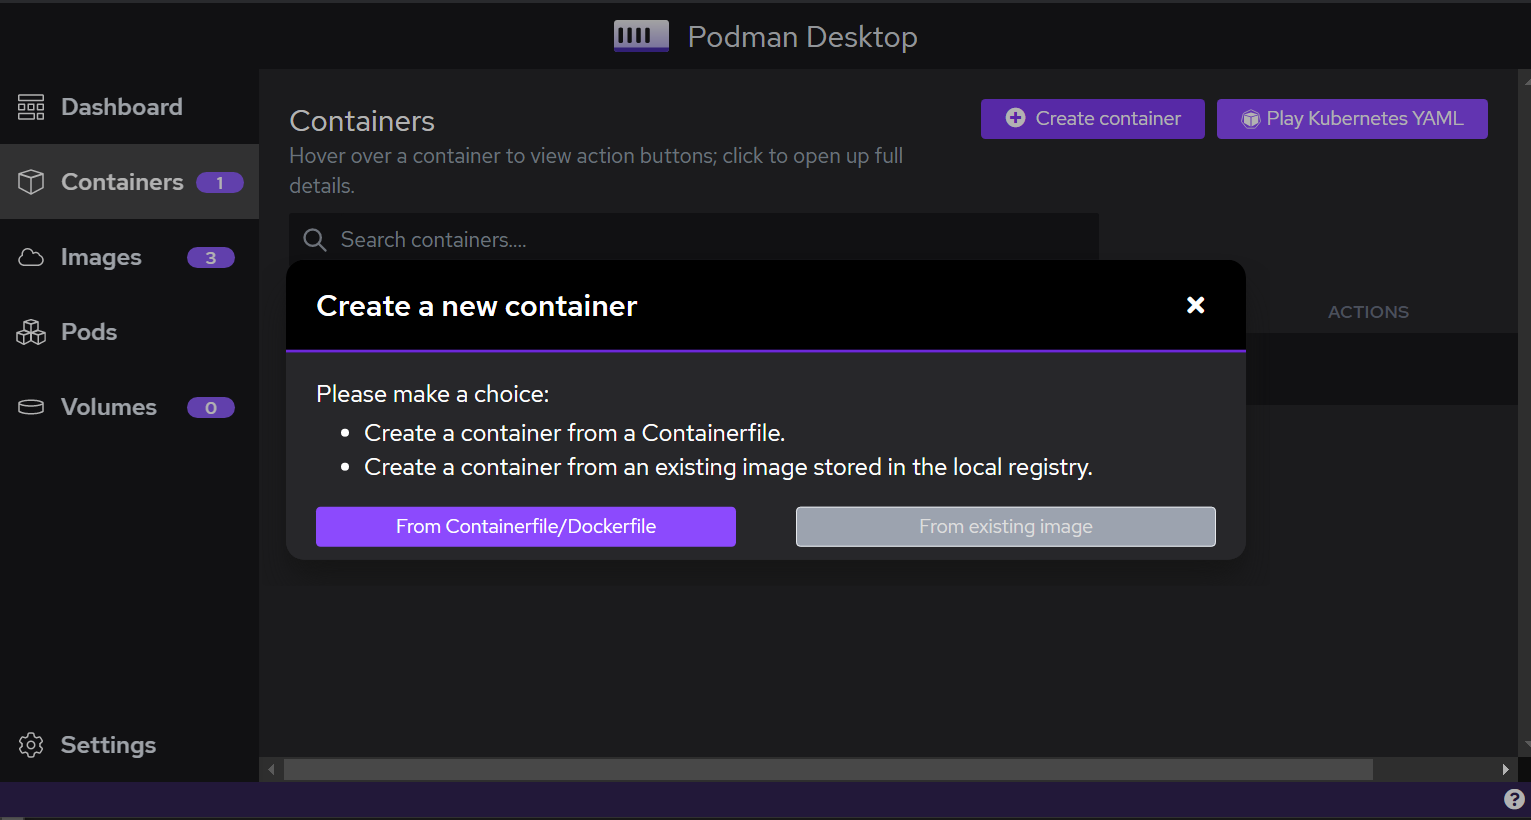 Podman Desktop
Dashboard
Containers 1
Images 3
Pods
Volumes 0
Settings
Containers
Create container
Play Kubernetes YAML
Hover over a container to view action buttons; click to open up full
details.
Search containers....
ACTIONS
Create a new container
Please make a choice:
• Create a container from a Containerfile.
• Create a container from an existing image stored in the local registry.
From Containerfile/Dockerfile
From existing image
?